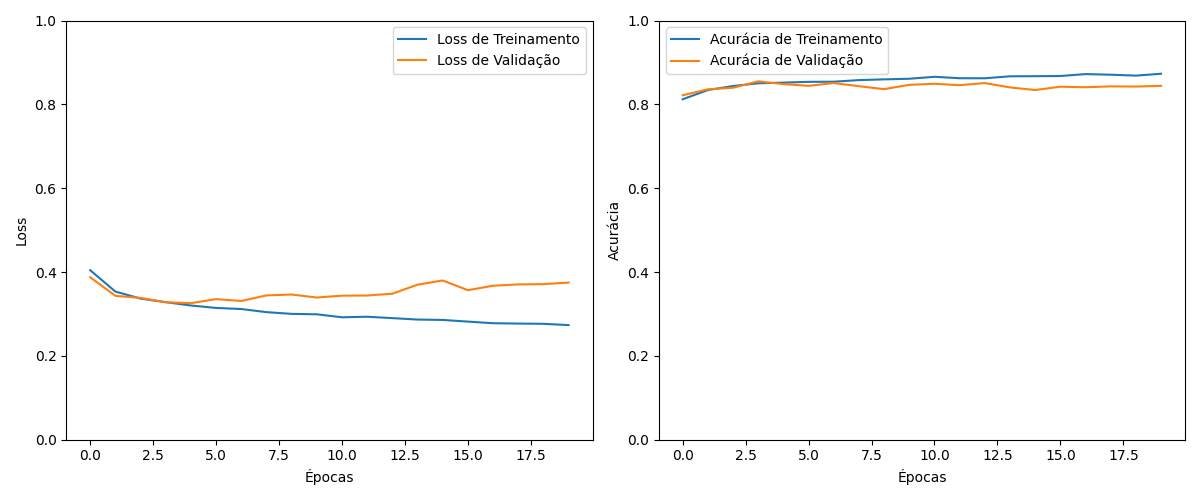 1.0
0.8
0.6
0.4
0.2
0.0
Loss
Loss de Treinamento
Loss de Validação
0.0 2.5 5.0 7.5 10.0 12.5 15.0 17.5
Épocas
1.0
0.8
0.6
0.4
0.2
0.0
Acurácia
Acurácia de Treinamento
Acurácia de Validação
0.0 2.5 5.0 7.5 10.0 12.5 15.0 17.5
Épocas